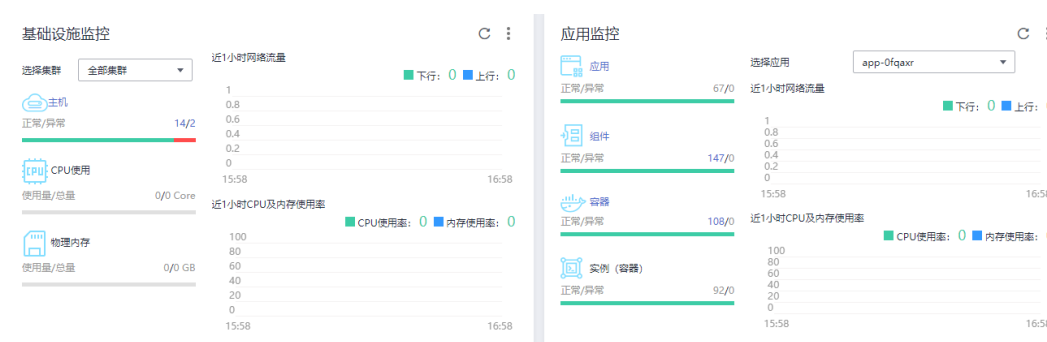 基础设施监控
选择集群 全部集群
主机
正常/异常 14/2
CPU
CPU使用
使用量/总量 0/0 Core
物理内存
使用量/总量 0/0 GB
近1小时网络流量
下行: 0 上行: 0
1
0.8
0.6
0.4
0.2
0
15:58 16:58
近1小时CPU及内存使用率
CPU使用率: 0 内存使用率: 0
100
80
60
40
20
0
15:58 16:58
应用监控
应用
正常/异常 67/0
组件
正常/异常 147/0
容器
正常/异常 108/0
实例（容器）
正常/异常 92/0
选择应用 app-0fqaxr
近1小时网络流量
下行: 0 上行:
1
0.8
0.6
0.4
0.2
0
15:58 16:58
近1小时CPU及内存使用率
CPU使用率: 0 内存使用率:
100
80
60
40
20
0
15:58 16:58